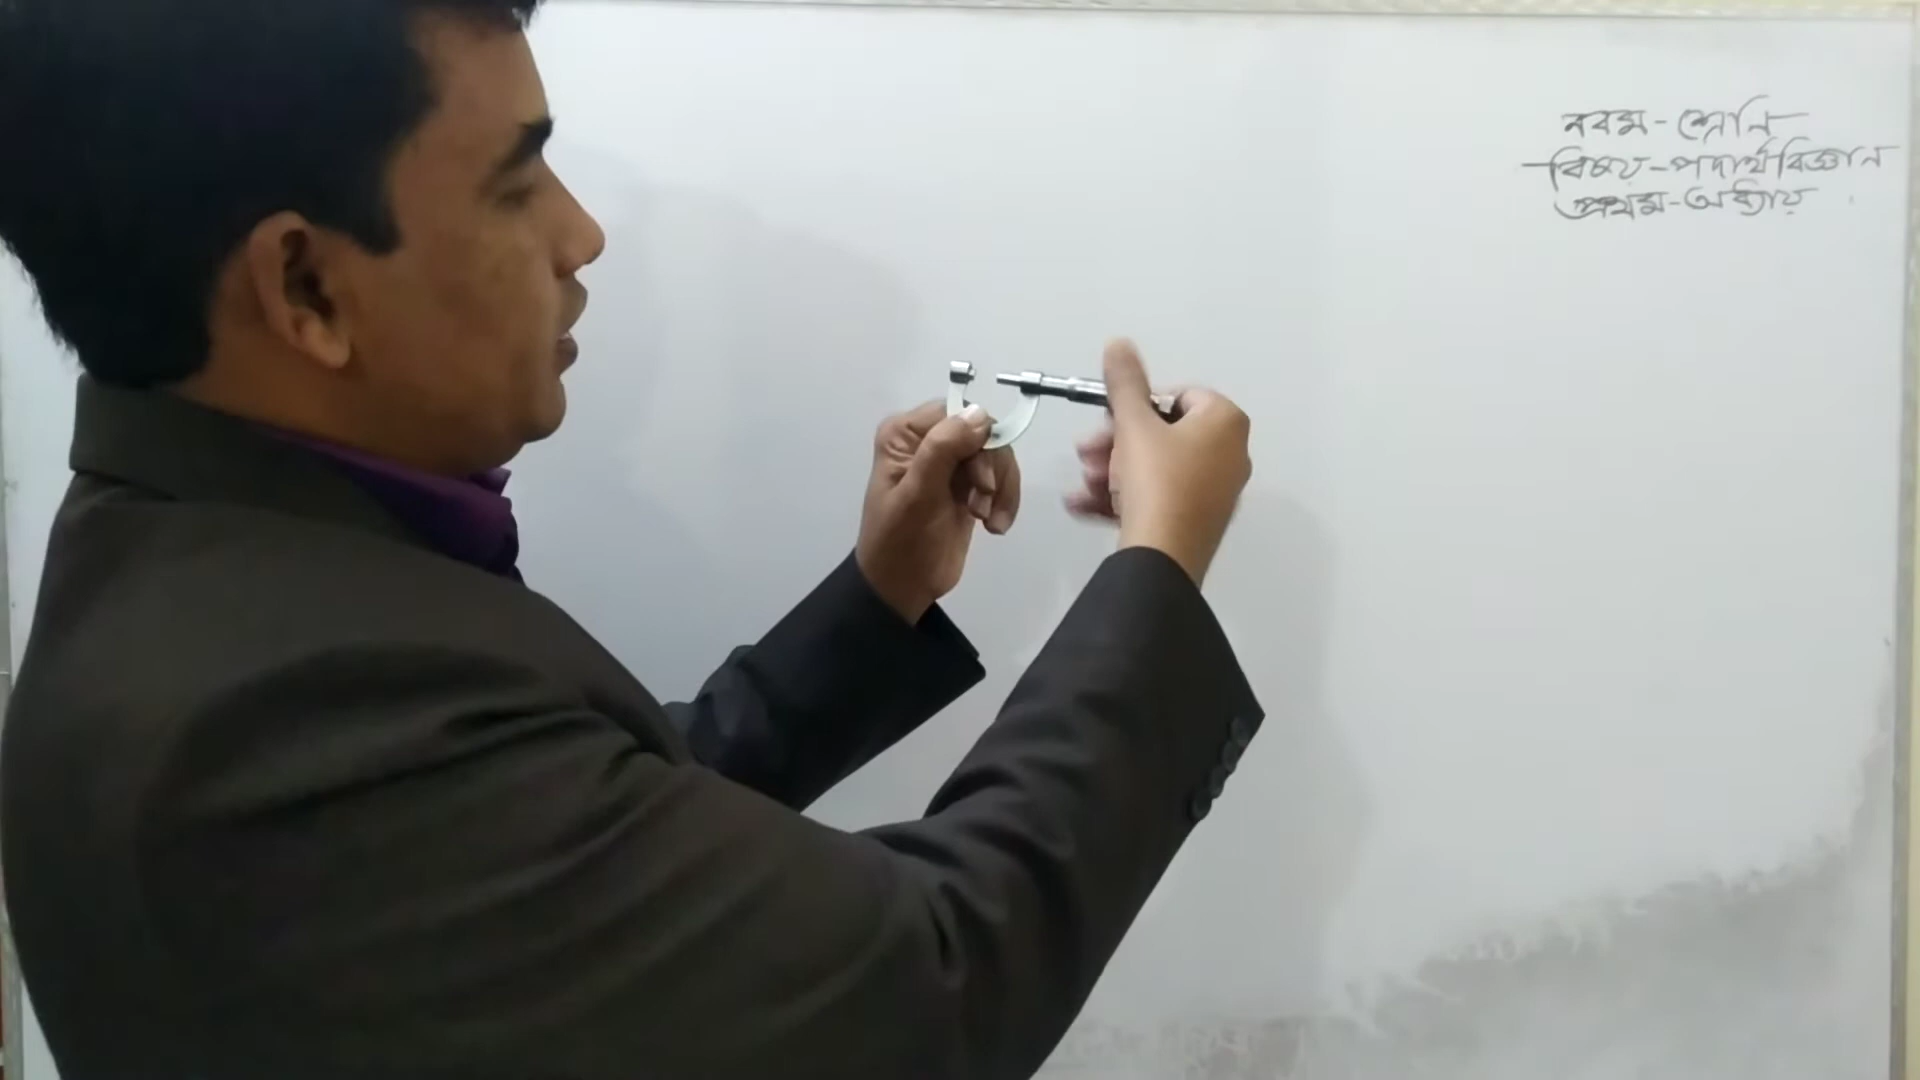 নবম - শ্রেনি
বিষয় - পদার্থবিজ্ঞান
প্রথম - অধ্যায়